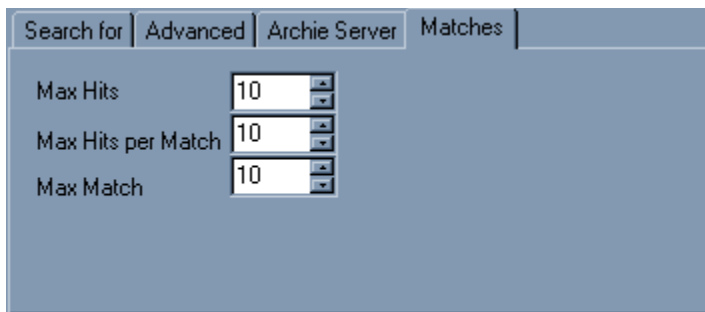 Search for Advanced Archie Server Matches
Max Hits 10
Max Hits per Match 10
Max Match 10